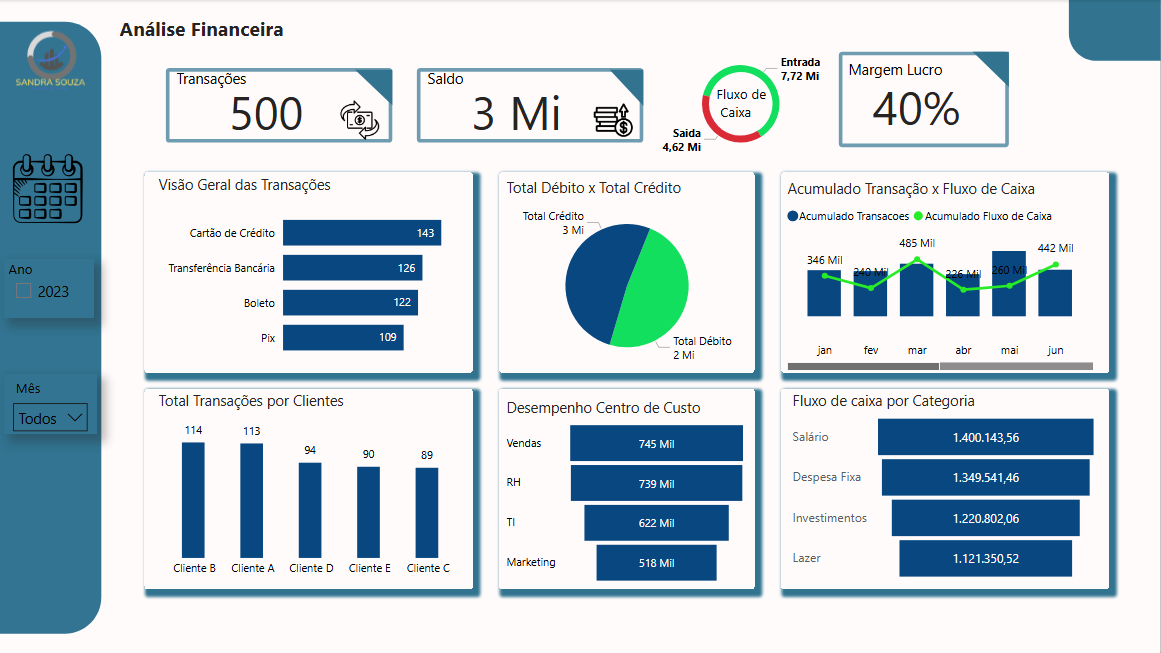 Análise Financeira
SANDRA SOUZA
Ano
2023
Mês
Todos
Transações
500
Saldo
3 Mi
Entrada
7,72 Mi
Fluxo de
Caixa
Saida
4,62 Mi
Margem Lucro
40%
Visão Geral das Transações
Cartão de Crédito 143
Transferência Bancária 126
Boleto 122
Pix 109
Total Débito x Total Crédito
Total Crédito
3 Mi
Total Débito
2 Mi
Acumulado Transação x Fluxo de Caixa
Acumulado Transacoes Acumulado Fluxo de Caixa
346 Mil 240 Mil 485 Mil 226 Mil 260 Mil 442 Mil
jan fev mar abr mai jun
Total Transações por Clientes
114 113 94 90 89
Cliente B Cliente A Cliente D Cliente E Cliente C
Desempenho Centro de Custo
Vendas 745 Mil
RH 739 Mil
TI 622 Mil
Marketing 518 Mil
Fluxo de caixa por Categoria
Salário 1.400.143,56
Despesa Fixa 1.349.541,46
Investimentos 1.220.802,06
Lazer 1.121.350,52